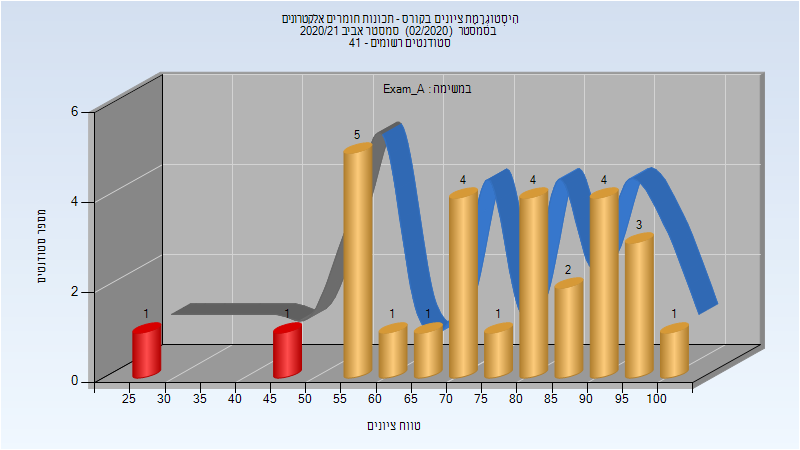 היסטוגרמת ציונים בקורס - תכונות חומרים אלקטרונים
בסמסטר (02/2020) סמסטר אביב 2020/21
סטודנטים רשומים - 41
במשימה : Exam_A
6
4
2
0
מספר סטודנטים
1
1
5
1
1
4
1
4
2
4
3
1
25 30 35 40 45 50 55 60 65 70 75 80 85 90 95 100
טווח ציונים